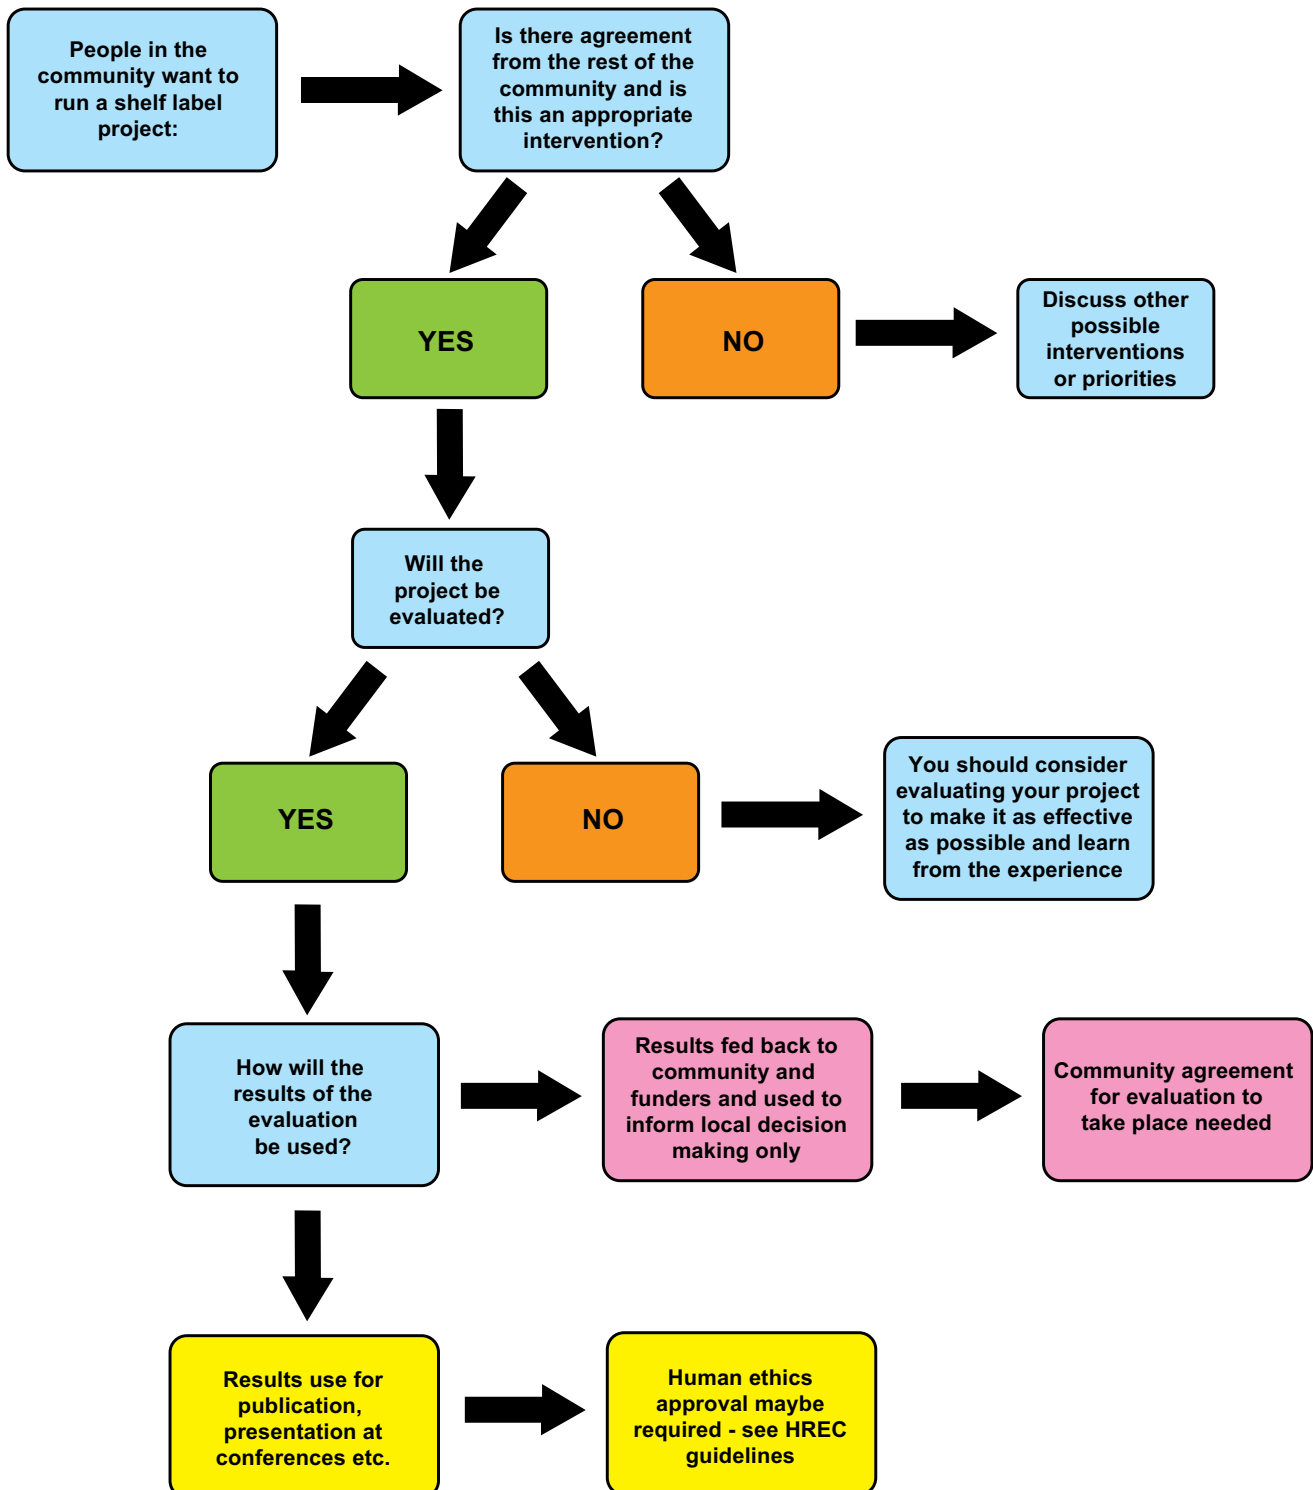 People in the
community want to
run a shelf label
project:
Is there agreement
from the rest of the
community and is
this an appropriate
intervention?
YES
NO
Discuss other
possible
interventions
or priorities
Will the
project be
evaluated?
YES
NO
You should consider
evaluating your project
to make it as effective
as possible and learn
from the experience
How will the
results of the
evaluation
be used?
Results fed back to
community and
funders and used to
inform local decision
making only
Community agreement
for evaluation to
take place needed
Results use for
publication,
presentation at
conferences etc.
Human ethics
approval maybe
required - see HREC
guidelines